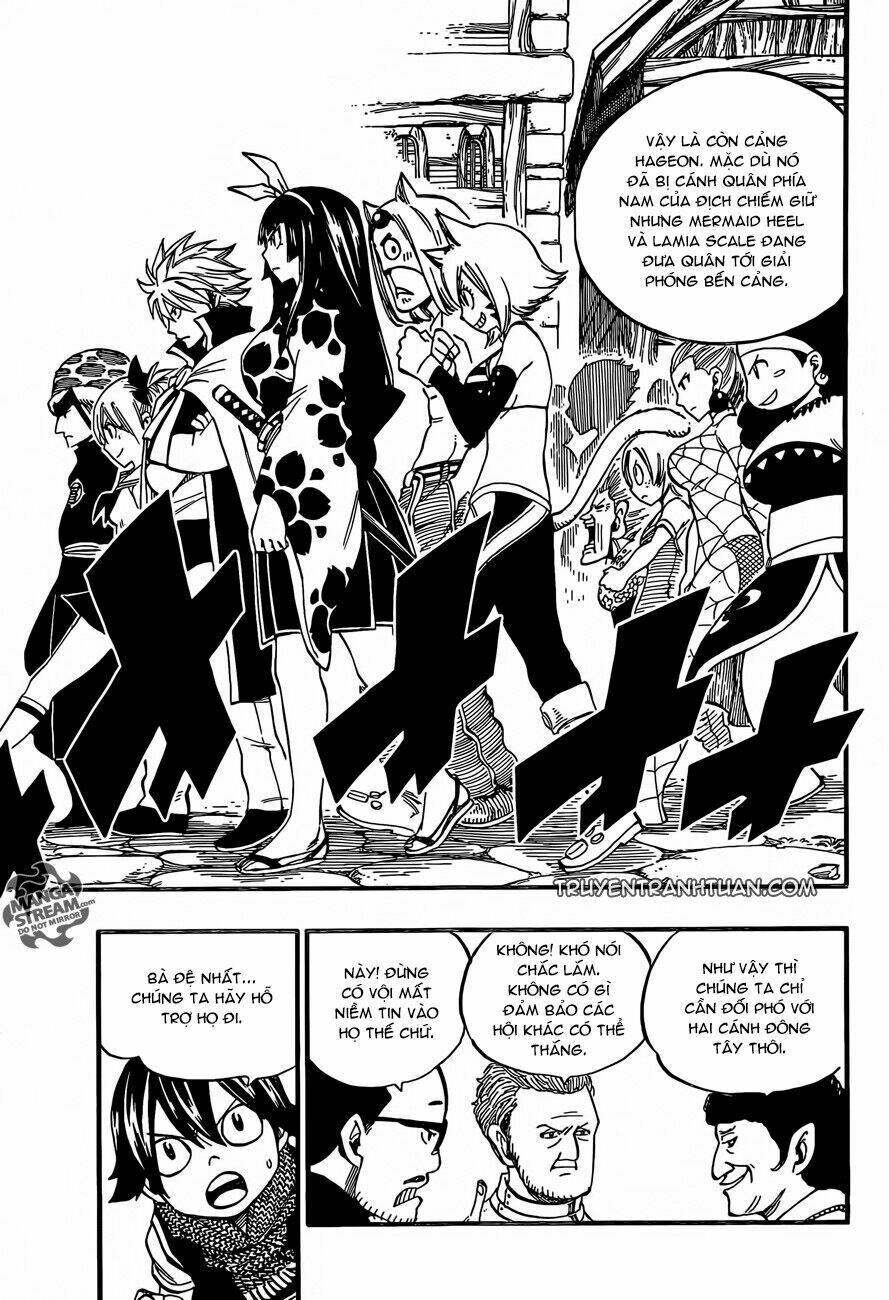 VẬY LÀ CÒN CẢNG
HAGEON. MẶC DÙ NÓ
ĐÃ BỊ CÁNH QUÂN PHÍA
NAM CỦA ĐỊCH CHIẾM GIỮ
NHƯNG MERMAID HEEL
VÀ LAMIA SCALE ĐANG
ĐƯA QUÂN TỚI GIẢI
PHÓNG BẾN CẢNG.
TRUYENTRANHTUAN.COM
MANGA
STREAM.com
DO NOT MIRROR
NHƯ VẬY THÌ
CHÚNG TA CHỈ
CẦN ĐỐI PHÓ VỚI
HAI CÁNH ĐÔNG
TÂY THÔI.
KHÔNG! KHÓ NÓI
CHẮC LẮM.
KHÔNG CÓ GÌ
ĐẢM BẢO CÁC
HỘI KHÁC CÓ THỂ
THẮNG.
NÀY! ĐỪNG
CÓ VỘI MẤT
NIỀM TIN VÀO
HỌ THẾ CHỨ.
BÀ ĐỆ NHẤT...
CHÚNG TA HÃY HỖ
TRỢ HỌ ĐI.